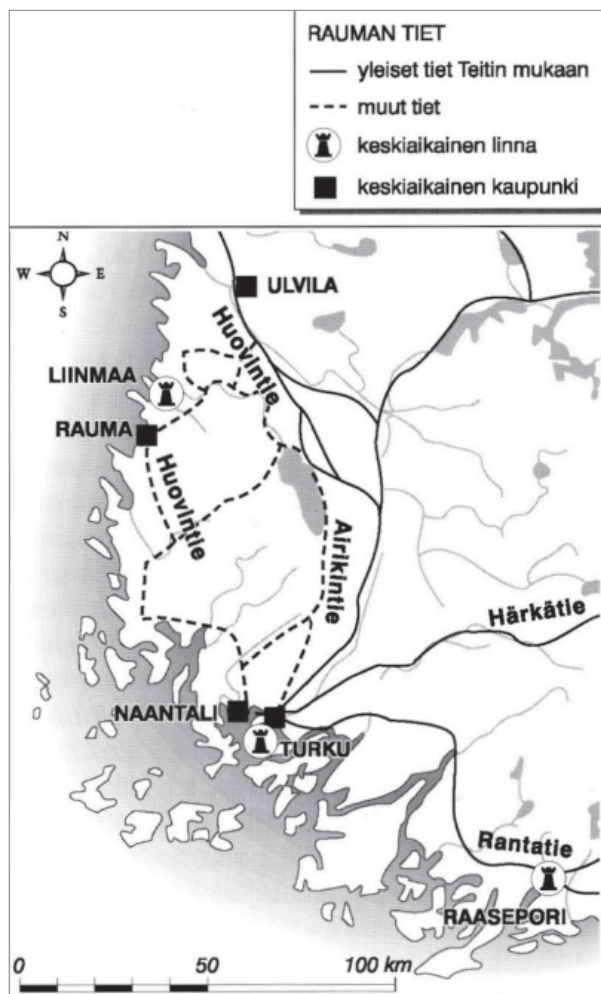 RAUMAN TIET
yleiset tiet Teitin mukaan
muut tiet
keskiaikainen linna
keskiaikainen kaupunki
N
W E
S
ULVILA
Huovintie
LIINMAA
RAUMA
Huovintie
Airikintie
Härkätie
NAANTALI
TURKU
Rantatie
RAASEPORI
0 50 100 km